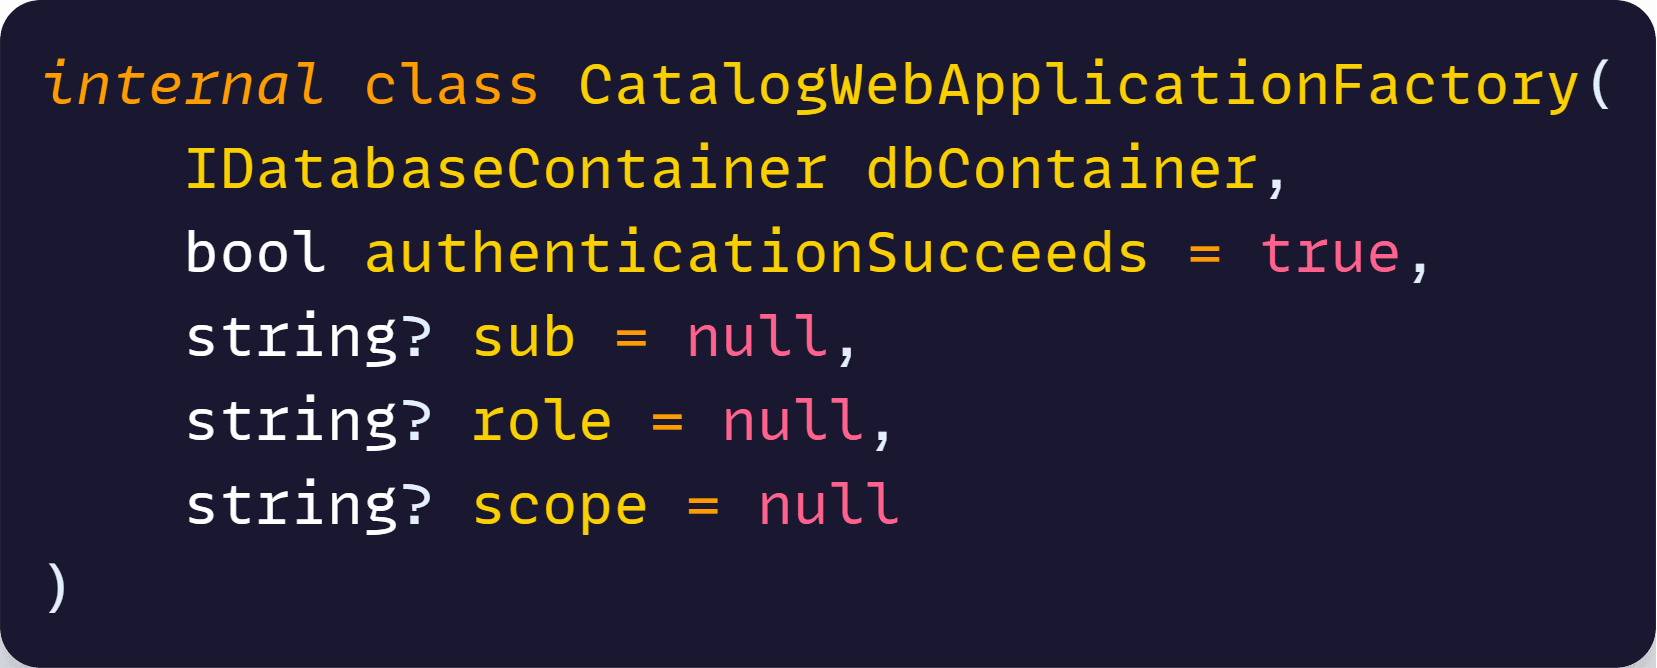 internal class CatalogWebApplicationFactory(
    IDatabaseContainer dbContainer,
    bool authenticationSucceeds = true,
    string? sub = null,
    string? role = null,
    string? scope = null
)